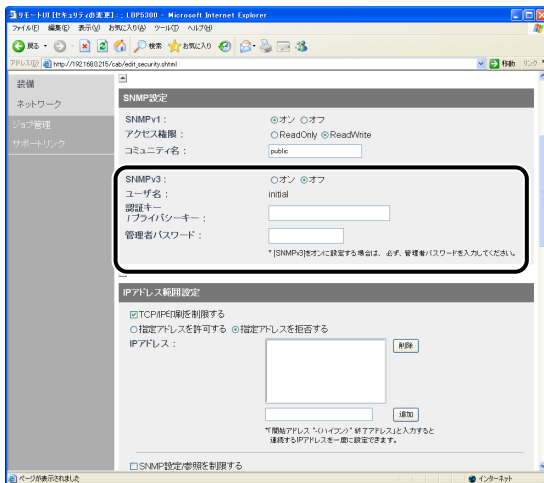 リモートUI [セキュリティの変更] : ; LBP5300 - Microsoft Internet Explorer
ファイル(F) 編集(E) 表示(V) お気に入り(A) ツール(T) ヘルプ(H)
戻る 検索 お気に入り
アドレス(D) http://192.168.0.215/cab/edit_security.shtml 移動 リンク
装備
ネットワーク
ジョブ管理
サポートリンク
SNMP設定
SNMPv1 : オン オフ
アクセス権限 : ReadOnly ReadWrite
コミュニティ名 : public
SNMPv3 : オン オフ
ユーザ名 : initial
認証キー
/プライバシーキー :
管理者パスワード :
* [SNMPv3]をオンに設定する場合は、必ず、管理者パスワードを入力してください。
IPアドレス範囲設定
TCP/IP印刷を制限する
指定アドレスを許可する 指定アドレスを拒否する
IPアドレス :
削除
追加
*「開始アドレス "-(ハイフン)" 終了アドレス」と入力すると
連続するIPアドレスを一度に設定できます。
SNMP設定/参照を制限する
ページが表示されました インターネット